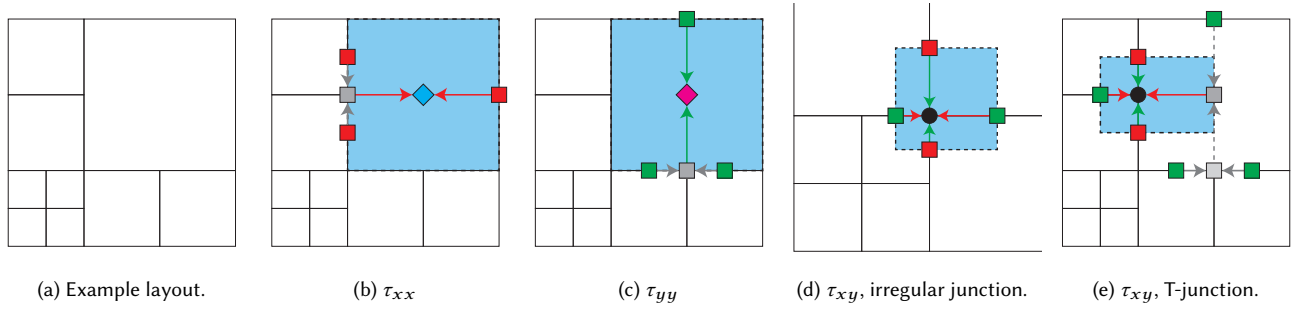 (a) Example layout.
(b) τxx
(c) τyy
(d) τxy, irregular junction.
(e) τxy, T-junction.